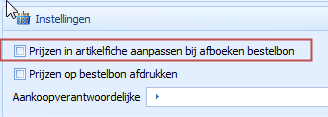 Instellingen
Prijzen in artikelfiche aanpassen bij afboeken bestelbon
Prijzen op bestelbon afdrukken
Aankoopverantwoordelijke